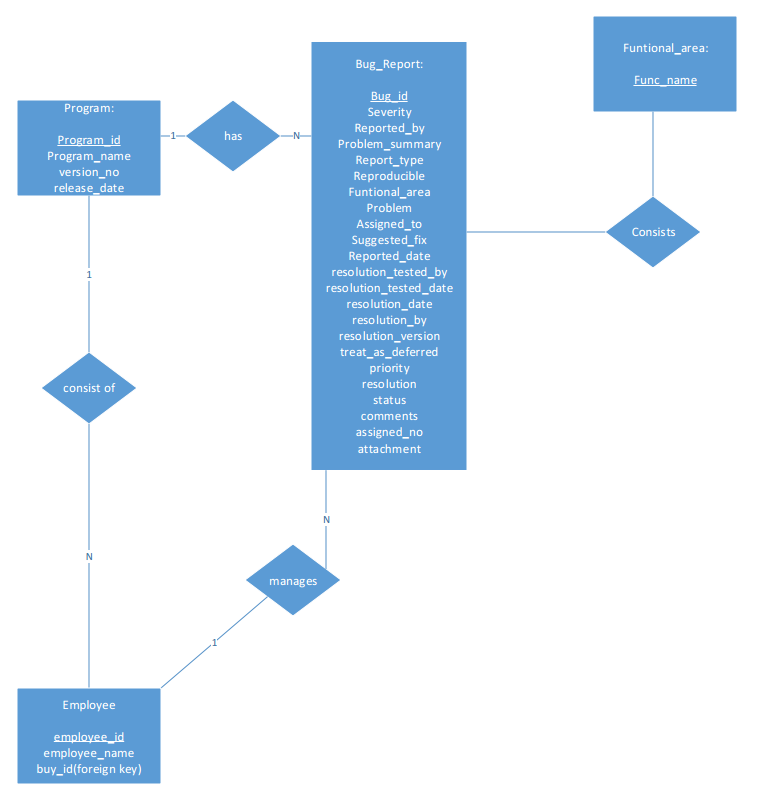 Program:
Program_id
Program_name
version_no
release_date
1
has
N
Bug_Report:
Bug_id
Severity
Reported_by
Problem_summary
Report_type
Reproducible
Funtional_area
Problem
Assigned_to
Suggested_fix
Reported_date
resolution_tested_by
resolution_tested_date
resolution_date
resolution_by
resolution_version
treat_as_deferred
priority
resolution
status
comments
assigned_no
attachment
Funtional_area:
Func_name
Consists
1
consist of
N
N
manages
1
Employee
employee_id
employee_name
buy_id(foreign key)